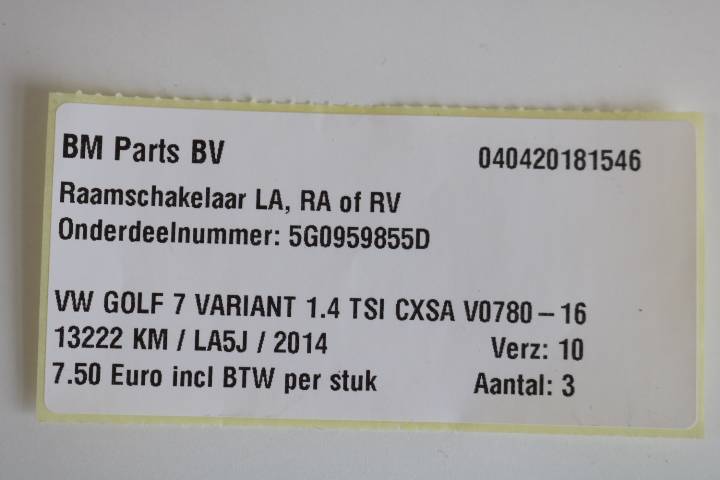 BM Parts BV 040420181546
Raamschakelaar LA, RA of RV
Onderdeelnummer: 5G0959855D
VW GOLF 7 VARIANT 1.4 TSI CXSA V0780-16
13222 KM / LA5J / 2014 Verz: 10
7.50 Euro incl BTW per stuk Aantal: 3